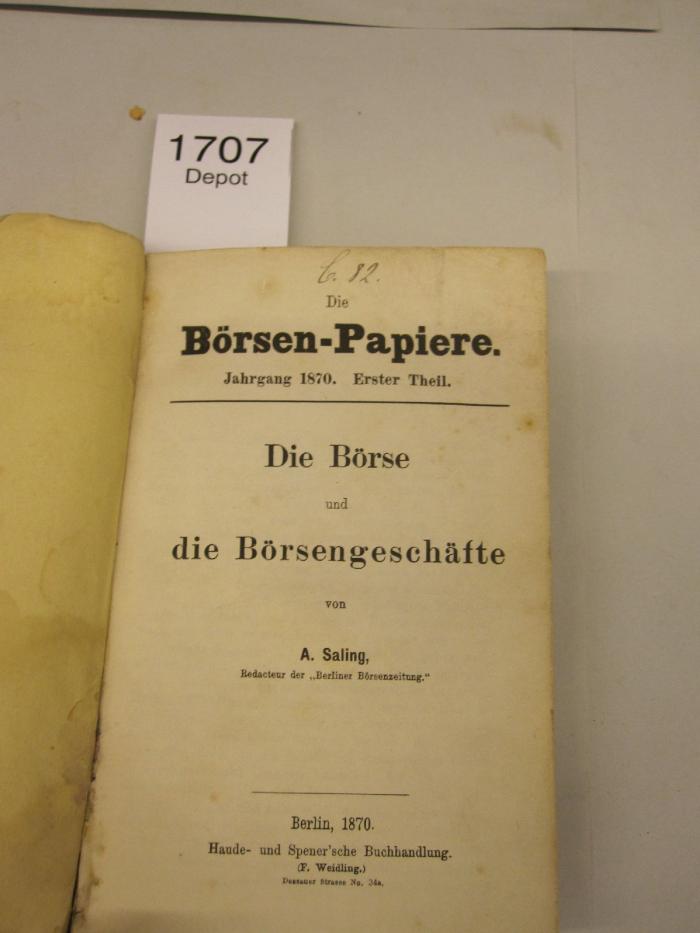 1707
Depot
C. 82.
Die
Börsen-Papiere.
Jahrgang 1870. Erster Theil.
Die Börse
und
die Börsengeschäfte
von
A. Saling,
Redacteur der „Berliner Börsenzeitung."
Berlin, 1870.
Haude- und Spener'sche Buchhandlung.
(F. Weidling.)
Dessauer Strasse No. 34a.